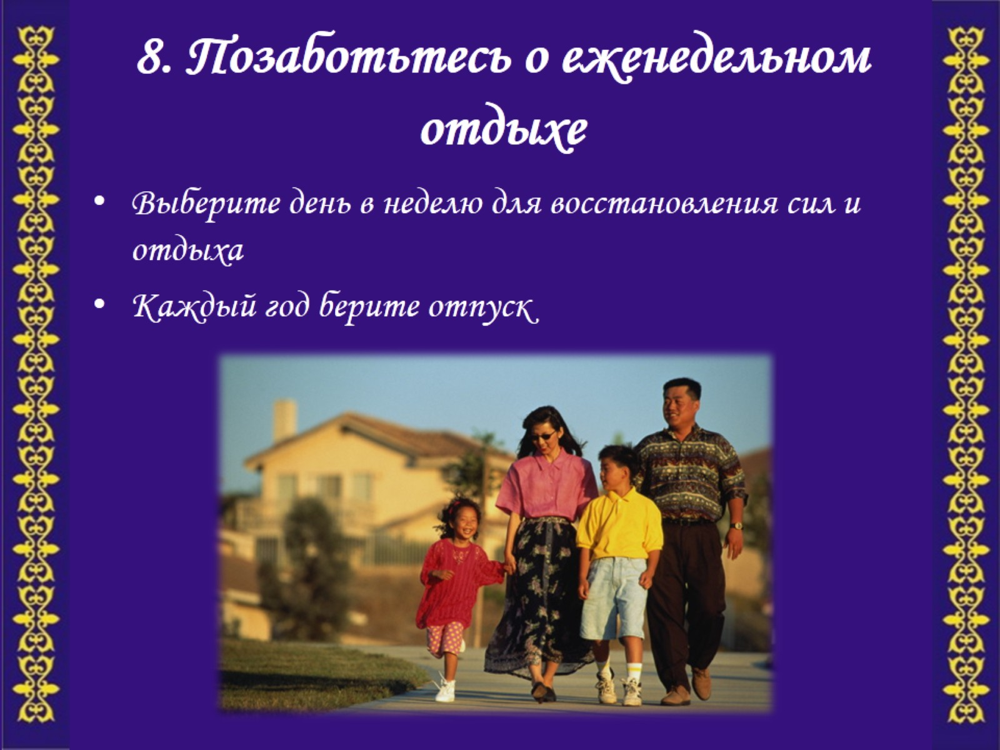 8. Позаботьтесь о еженедельном
отдыхе
• Выберите день в неделю для восстановления сил и
отдыха
• Каждый год берите отпуск